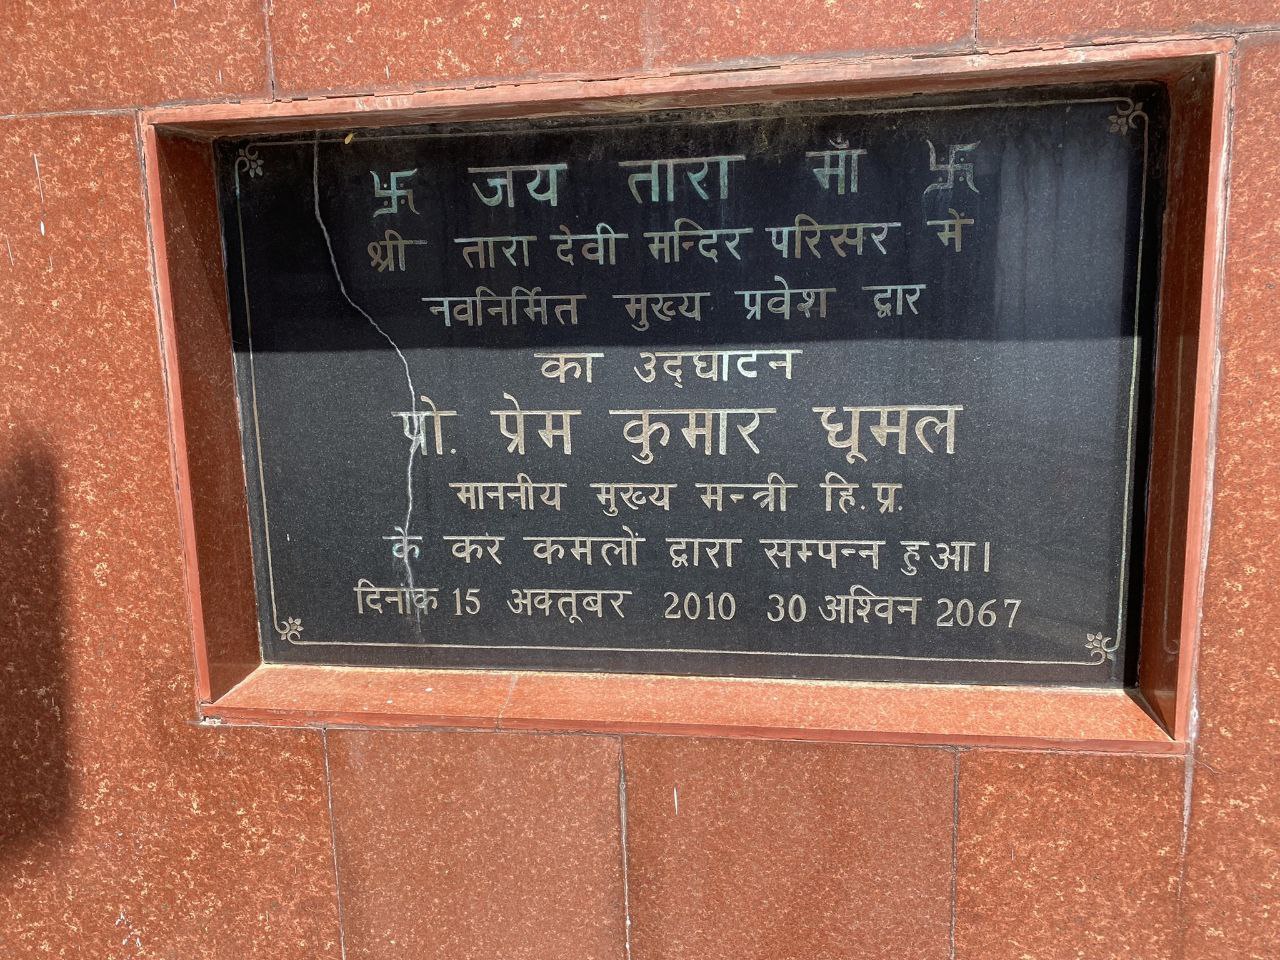 卐 जय तारा माँ 卐
श्री तारा देवी मन्दिर परिसर में
नवनिर्मित मुख्य प्रवेश द्वार
का उद्घाटन
प्रो. प्रेम कुमार धूमल
माननीय मुख्य मन्त्री हि.प्र.
के कर कमलों द्वारा सम्पन्न हुआ।
दिनांक 15 अक्तूबर 2010 30 अश्विन 2067